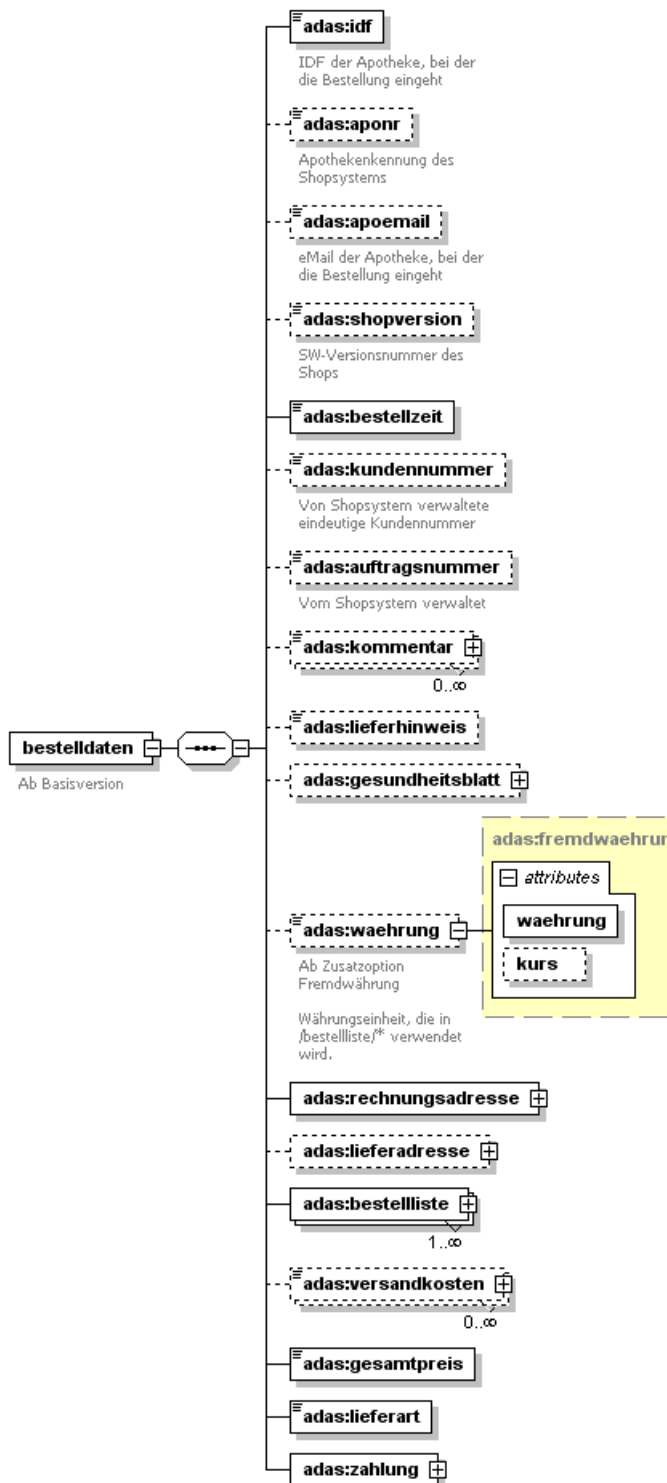 adas:idf
IDF der Apotheke, bei der
die Bestellung eingeht
adas:aponr
Apothekenkennung des
Shopsystems
adas:apoemail
eMail der Apotheke, bei der
die Bestellung eingeht
adas:shopversion
SW-Versionsnummer des
Shops
adas:bestellzeit
adas:kundennummer
Von Shopsystem verwaltete
eindeutige Kundennummer
adas:auftragsnummer
Vom Shopsystem verwaltet
adas:kommentar
0..∞
bestelldaten
Ab Basisversion
adas:lieferhinweis
adas:gesundheitsblatt
adas:fremdwaehrun
attributes
waehrung
kurs
adas:waehrung
Ab Zusatzoption
Fremdwährung
Währungseinheit, die in
/bestellliste/* verwendet
wird.
adas:rechnungsadresse
adas:lieferadresse
adas:bestellliste
1..∞
adas:versandkosten
0..∞
adas:gesamtpreis
adas:lieferart
adas:zahlung